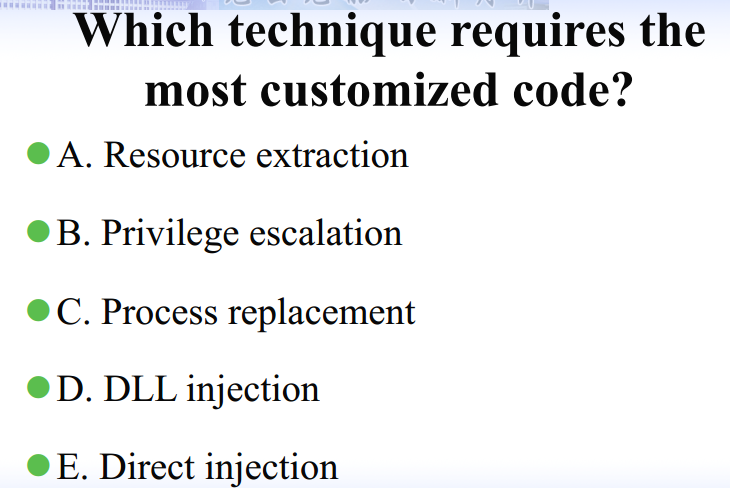 Which technique requires the
most customized code?
A. Resource extraction
B. Privilege escalation
C. Process replacement
D. DLL injection
E. Direct injection